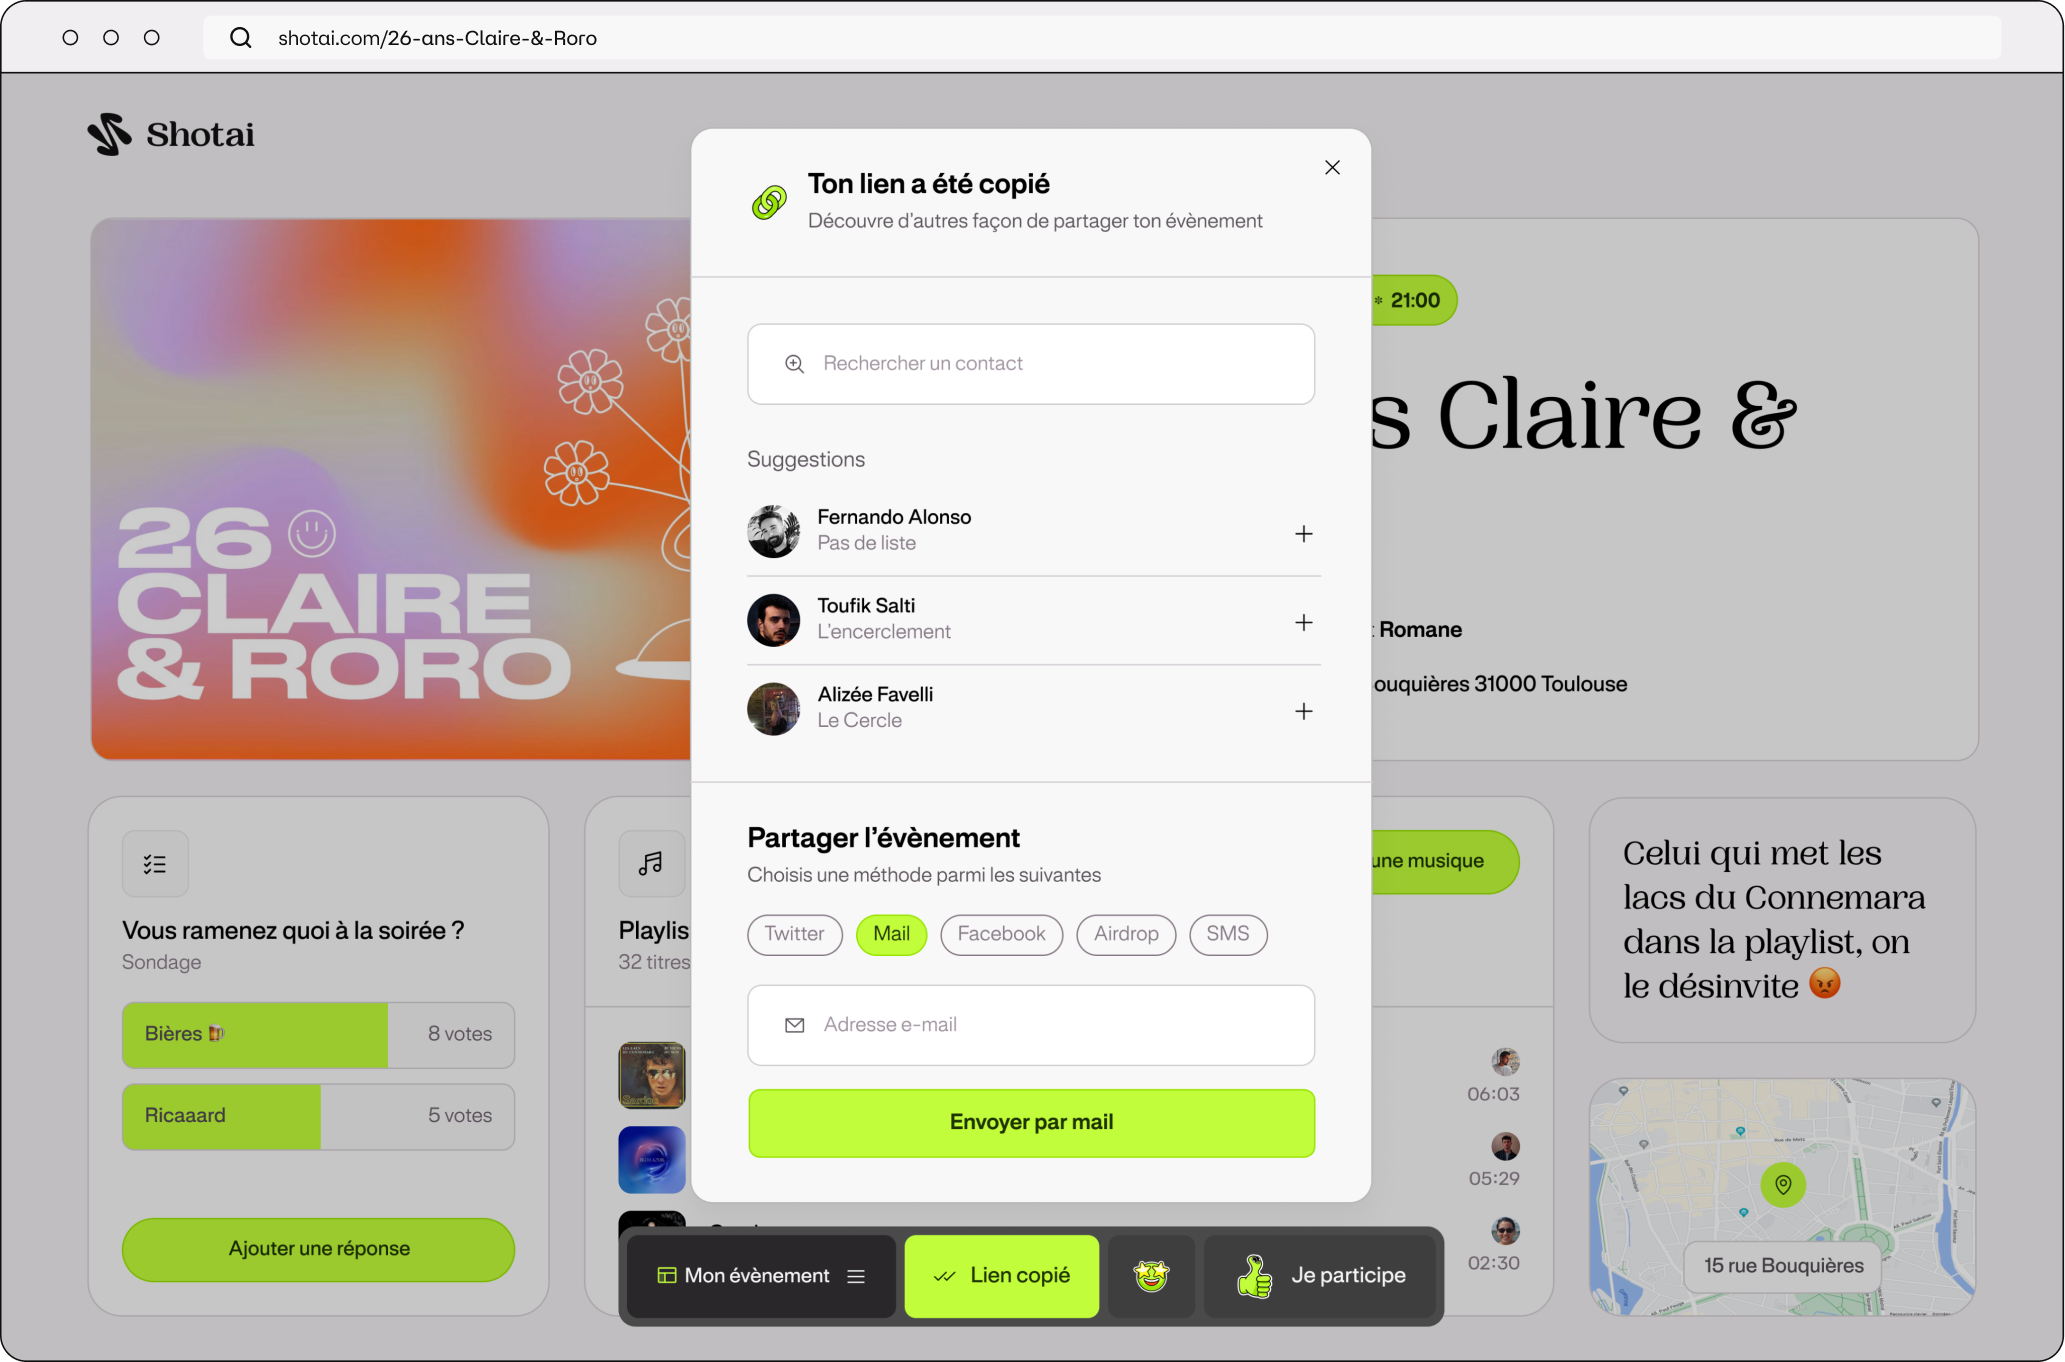 shotai.com/26-ans-Claire-&-Roro
Shotai
Ton lien a été copié
Découvre d'autres façon de partager ton évènement
Rechercher un contact
Suggestions
Fernando Alonso
Pas de liste
Toufik Salti
L'encerclement
Alizée Favelli
Le Cercle
Partager l’évènement
Choisis une méthode parmi les suivantes
Twitter
Mail
Facebook
Airdrop
SMS
Adresse e-mail
Envoyer par mail
26
CLAIRE
& RORO
* 21:00
s Claire &
: Romane
ouquières 31000 Toulouse
Vous ramenez quoi à la soirée ?
Sondage
Bières 🍺
8 votes
Ricaaard
5 votes
Ajouter une réponse
Playlis
32 titres
une musique
Sardou
06:03
05:29
02:30
Celui qui met les
lacs du Connemara
dans la playlist, on
le désinvite 😡
Rue de Metz
15 rue Bouquières
Mon évènement
Lien copié
Je participe